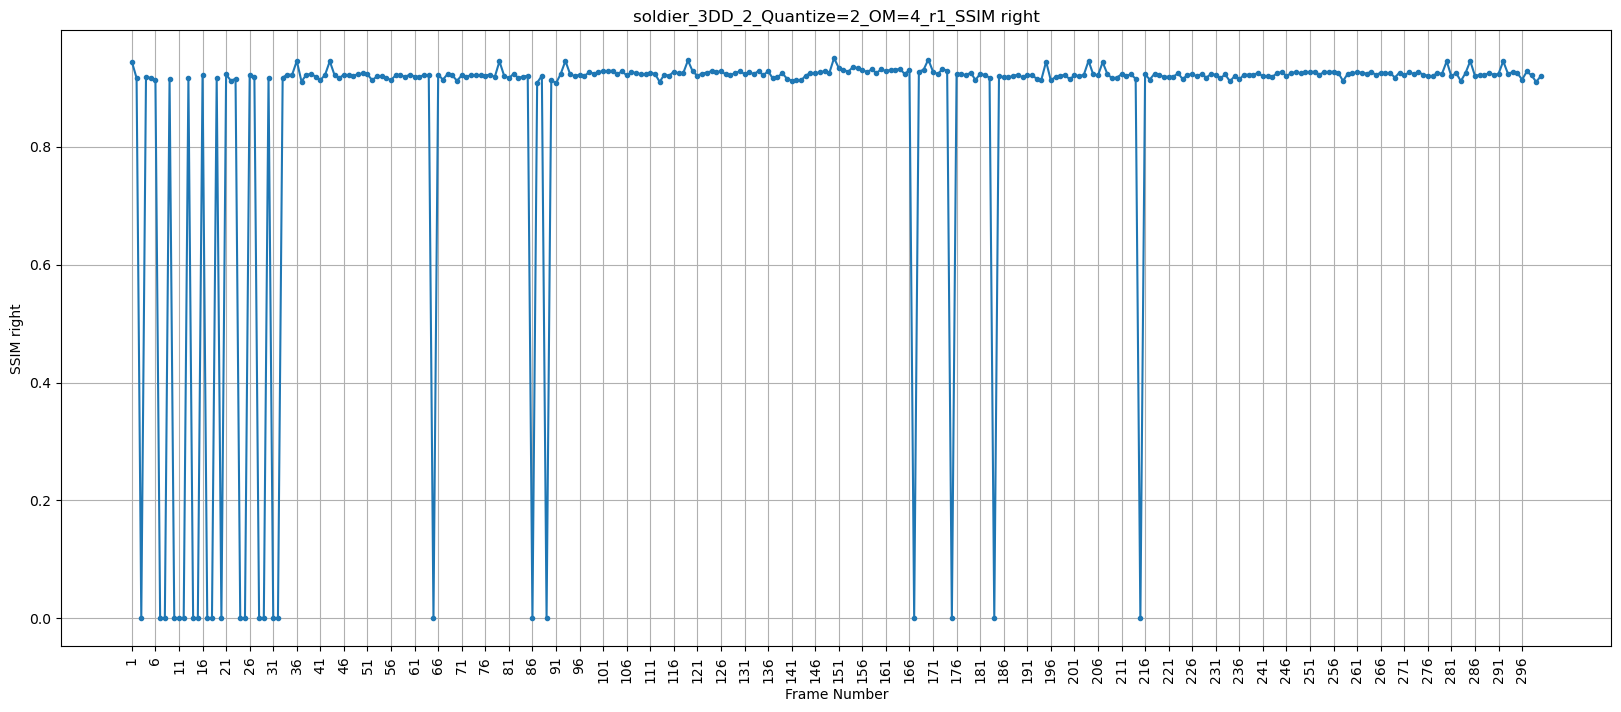 soldier_3DD_2_Quantize=2_OM=4_r1_SSIM right
SSIM right
0.8
0.6
0.4
0.2
0.0
1 6 11 16 21 26 31 36 41 46 51 56 61 66 71 76 81 86 91 96 101 106 111 116 121 126 131 136 141 146 151 156 161 166 171 176 181 186 191 196 201 206 211 216 221 226 231 236 241 246 251 256 261 266 271 276 281 286 291 296
Frame Number